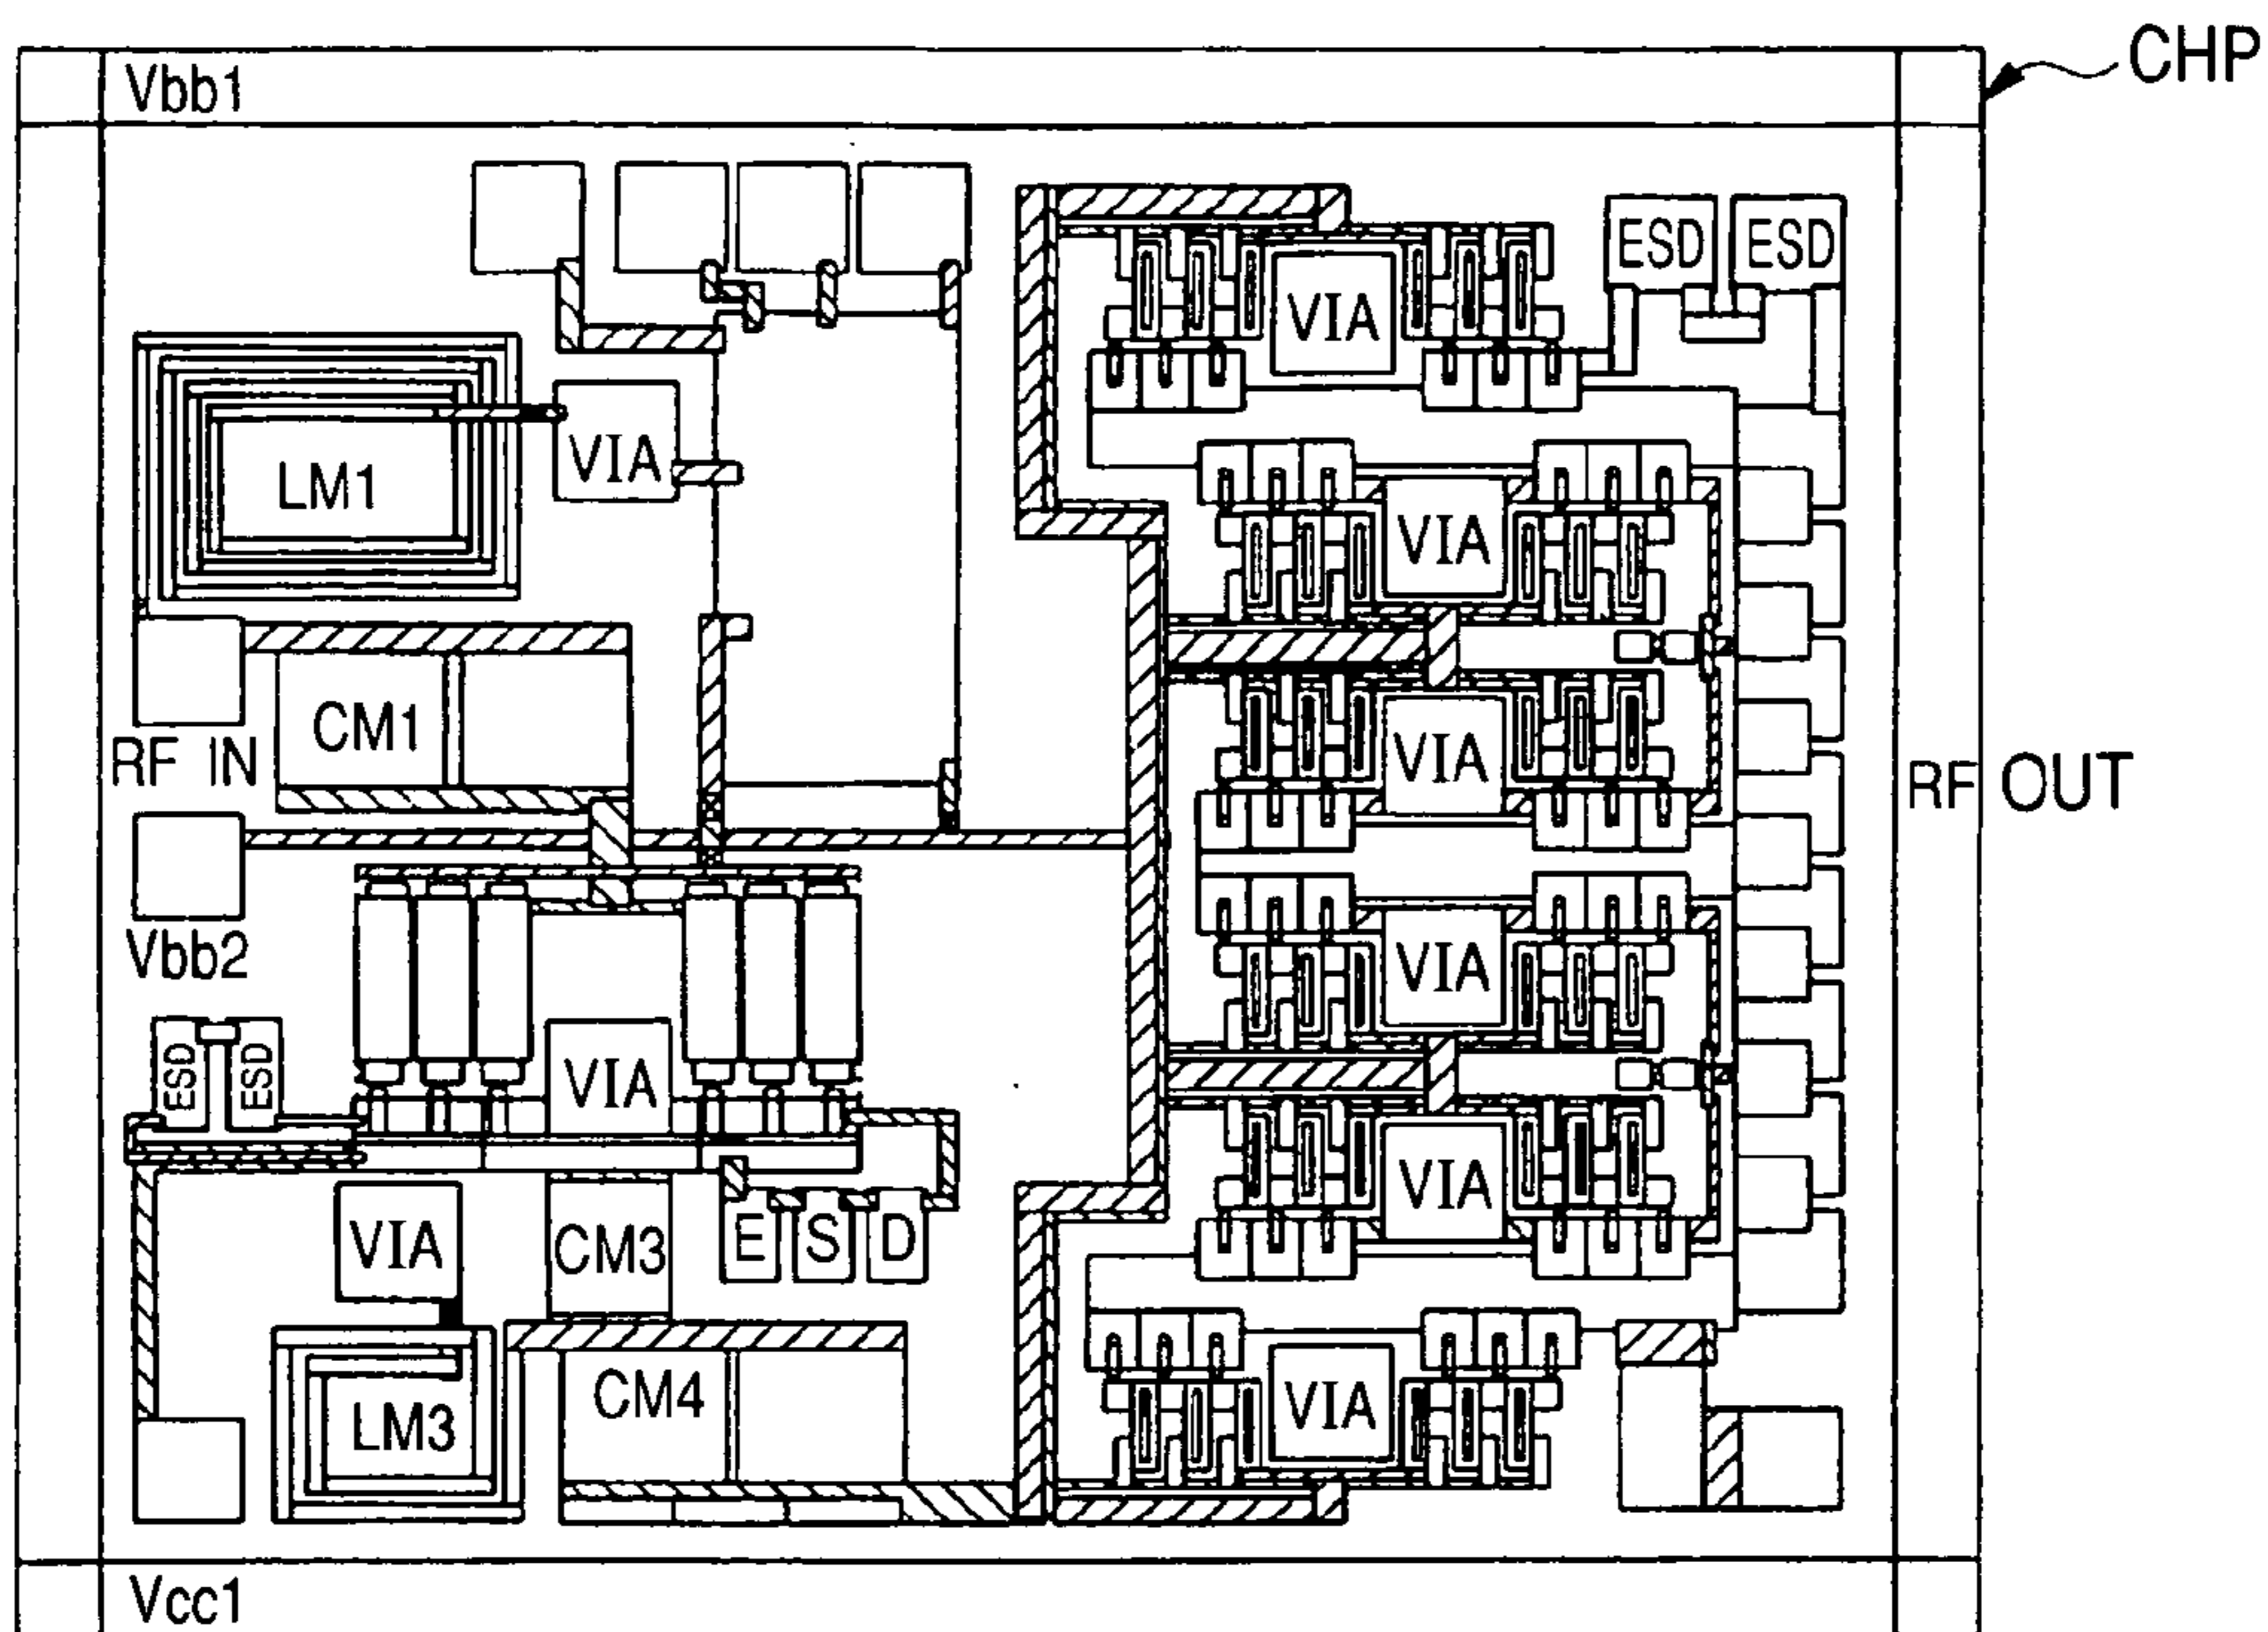 CHP
Vbb1
ESD ESD
VIA
VIA
LM1
VIA
CM1
RF IN
VIA
RF OUT
Vbb2
VIA
ESD ESD
VIA
VIA
VIA
CM3
E S D
LM3
CM4
VIA
Vcc1